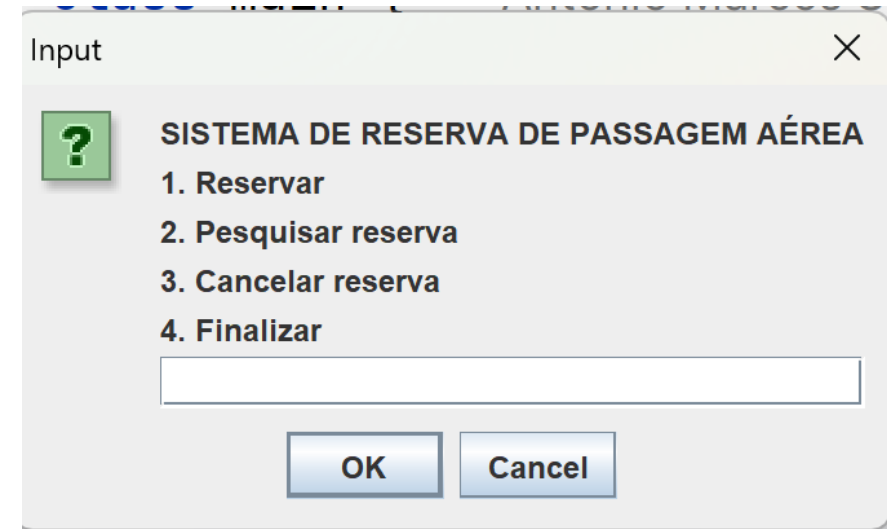 Input
SISTEMA DE RESERVA DE PASSAGEM AÉREA
1. Reservar
2. Pesquisar reserva
3. Cancelar reserva
4. Finalizar
OK
Cancel